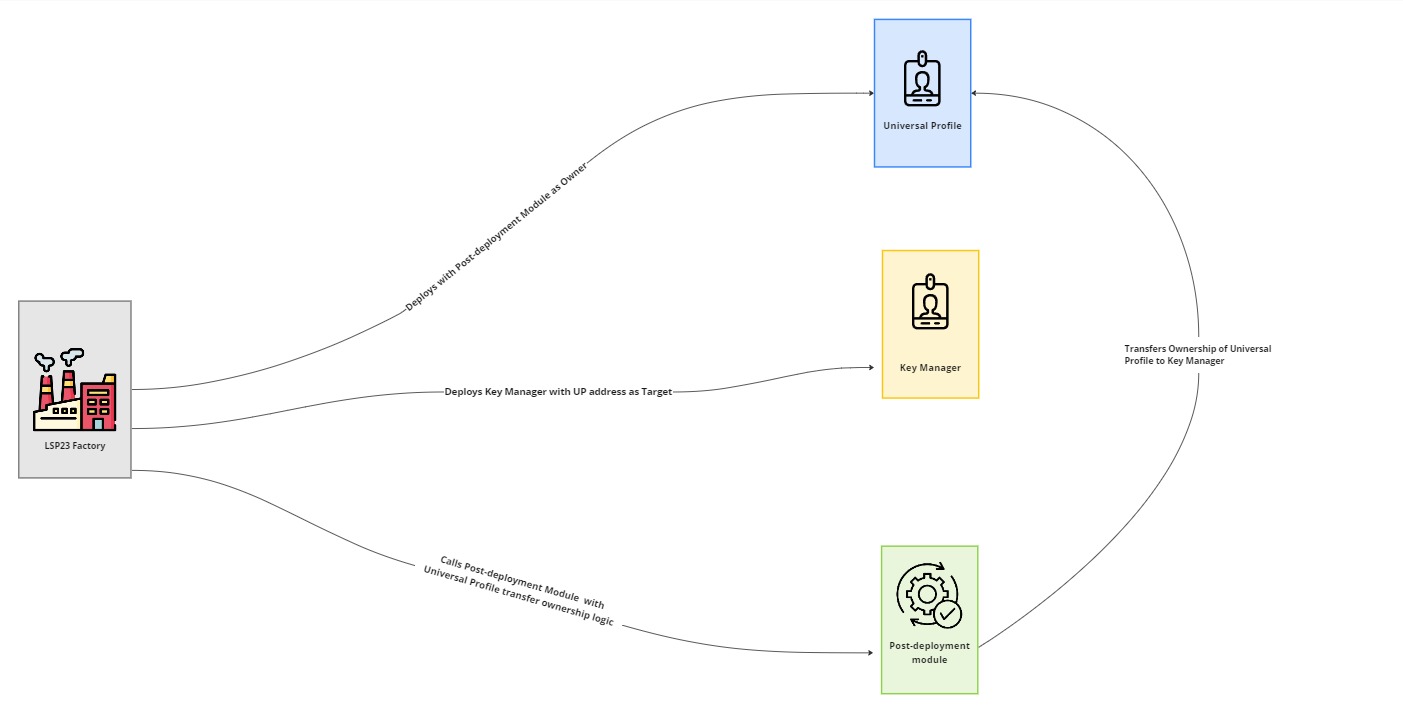 Universal Profile
Deploys with Post-deployment Module as Owner
Key Manager
Transfers Ownership of Universal
Profile to Key Manager
Deploys Key Manager with UP address as Target
LSP23 Factory
Calls Post-deployment Module with
Universal Profile transfer ownership logic
Post-deployment
module